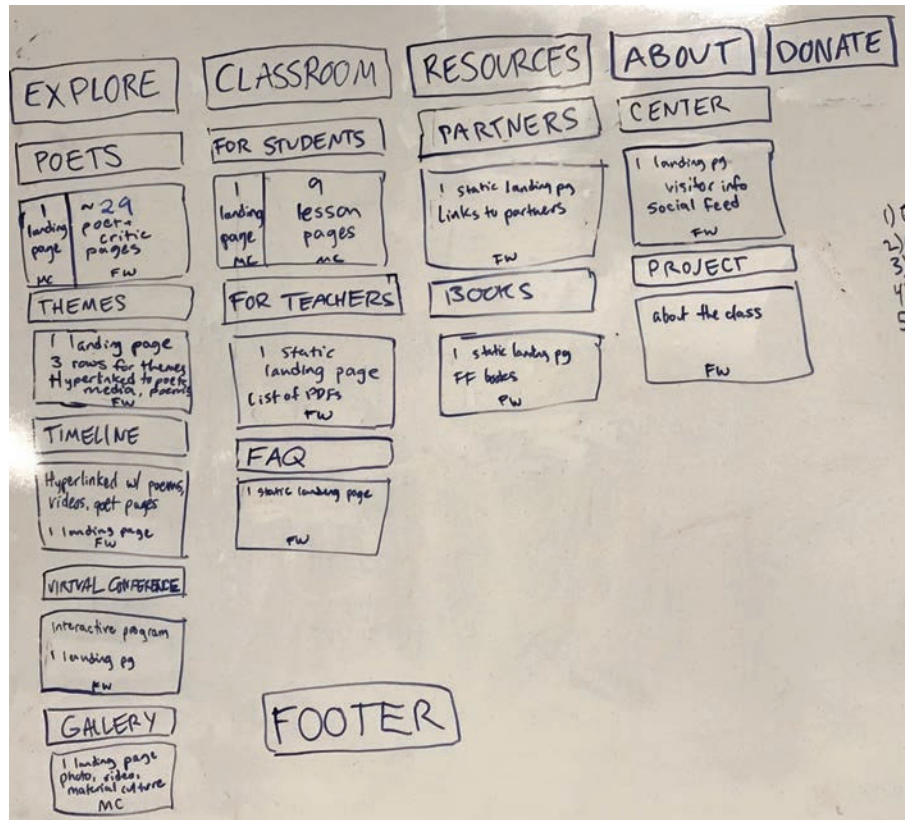 EXPLORE
POETS
1
landing
page
MC
~29
poet+
critic
pages
FW
THEMES
1 landing page
3 rows for themes
Hyperlinked to poets,
media, poems
FW
TIMELINE
Hyperlinked w/ poems,
videos, poet pages
1 landing page
FW
VIRTUAL CONFERENCE
Interactive program
1 landing pg
FW
GALLERY
1 landing page
photo, video,
material culture
MC
CLASSROOM
FOR STUDENTS
1
landing
page
MC
9
lesson
pages
MC
FOR TEACHERS
1 static
landing page
List of PDFs
FW
FAQ
1 static landing page
FW
FOOTER
RESOURCES
PARTNERS
1 static landing pg
Links to partners
FW
BOOKS
1 static landing pg
FF books
FW
ABOUT
CENTER
1 landing pg
visitor info
social feed
FW
PROJECT
about the class
FW
DONATE
1)
2)
3)
4
5